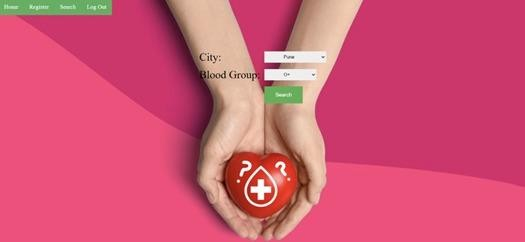 Home Register Search Log Out
City: Pune
Blood Group: O+
Search
? ?